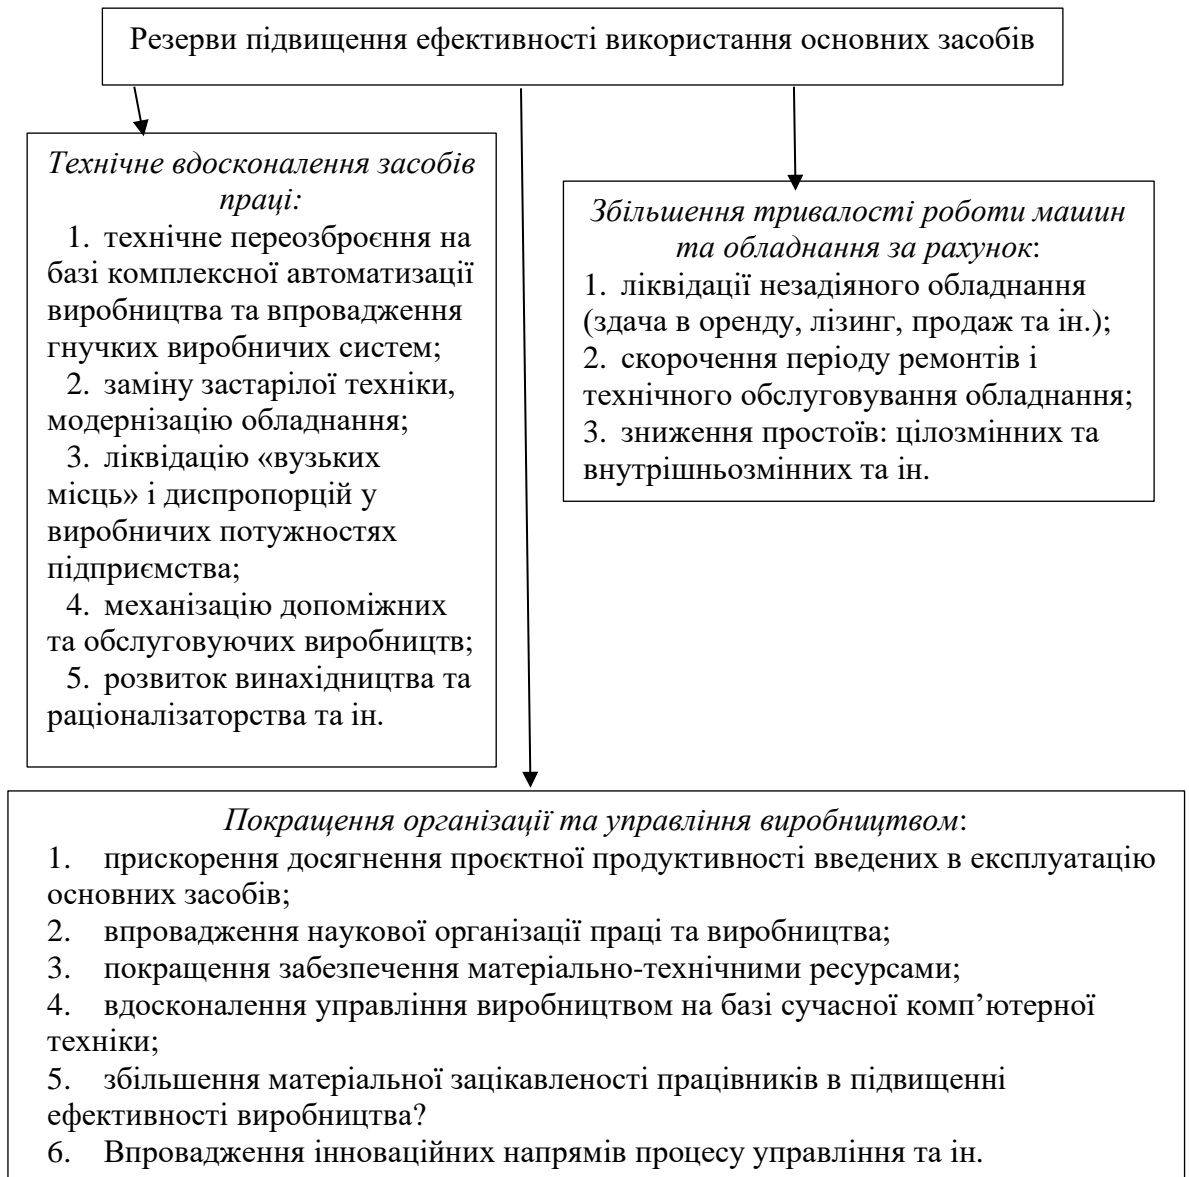 Резерви підвищення ефективності використання основних засобів
Технічне вдосконалення засобів
праці:
1. технічне переозброєння на
базі комплексної автоматизації
виробництва та впровадження
гнучких виробничих систем;
2. заміну застарілої техніки,
модернізацію обладнання;
3. ліквідацію «вузьких
місць» і диспропорцій у
виробничих потужностях
підприємства;
4. механізацію допоміжних
та обслуговуючих виробництв;
5. розвиток винахідництва та
раціоналізаторства та ін.
Збільшення тривалості роботи машин
та обладнання за рахунок:
1. ліквідації незадіяного обладнання
(здача в оренду, лізинг, продаж та ін.);
2. скорочення періоду ремонтів і
технічного обслуговування обладнання;
3. зниження простоїв: цілозмінних та
внутрішньозмінних та ін.
Покращення організації та управління виробництвом:
1. прискорення досягнення проєктної продуктивності введених в експлуатацію
основних засобів;
2. впровадження наукової організації праці та виробництва;
3. покращення забезпечення матеріально-технічними ресурсами;
4. вдосконалення управління виробництвом на базі сучасної комп’ютерної
техніки;
5. збільшення матеріальної зацікавленості працівників в підвищенні
ефективності виробництва?
6. Впровадження інноваційних напрямів процесу управління та ін.